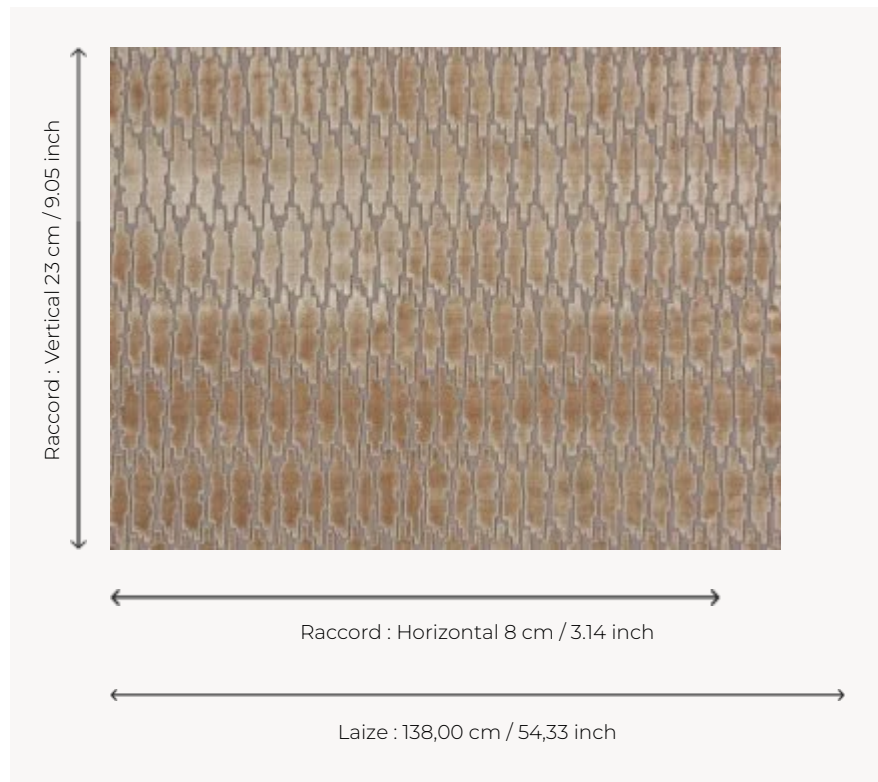 Raccord : Vertical 23 cm / 9.05 inch
Raccord : Horizontal 8 cm / 3.14 inch
Laize : 138,00 cm / 54,33 inch